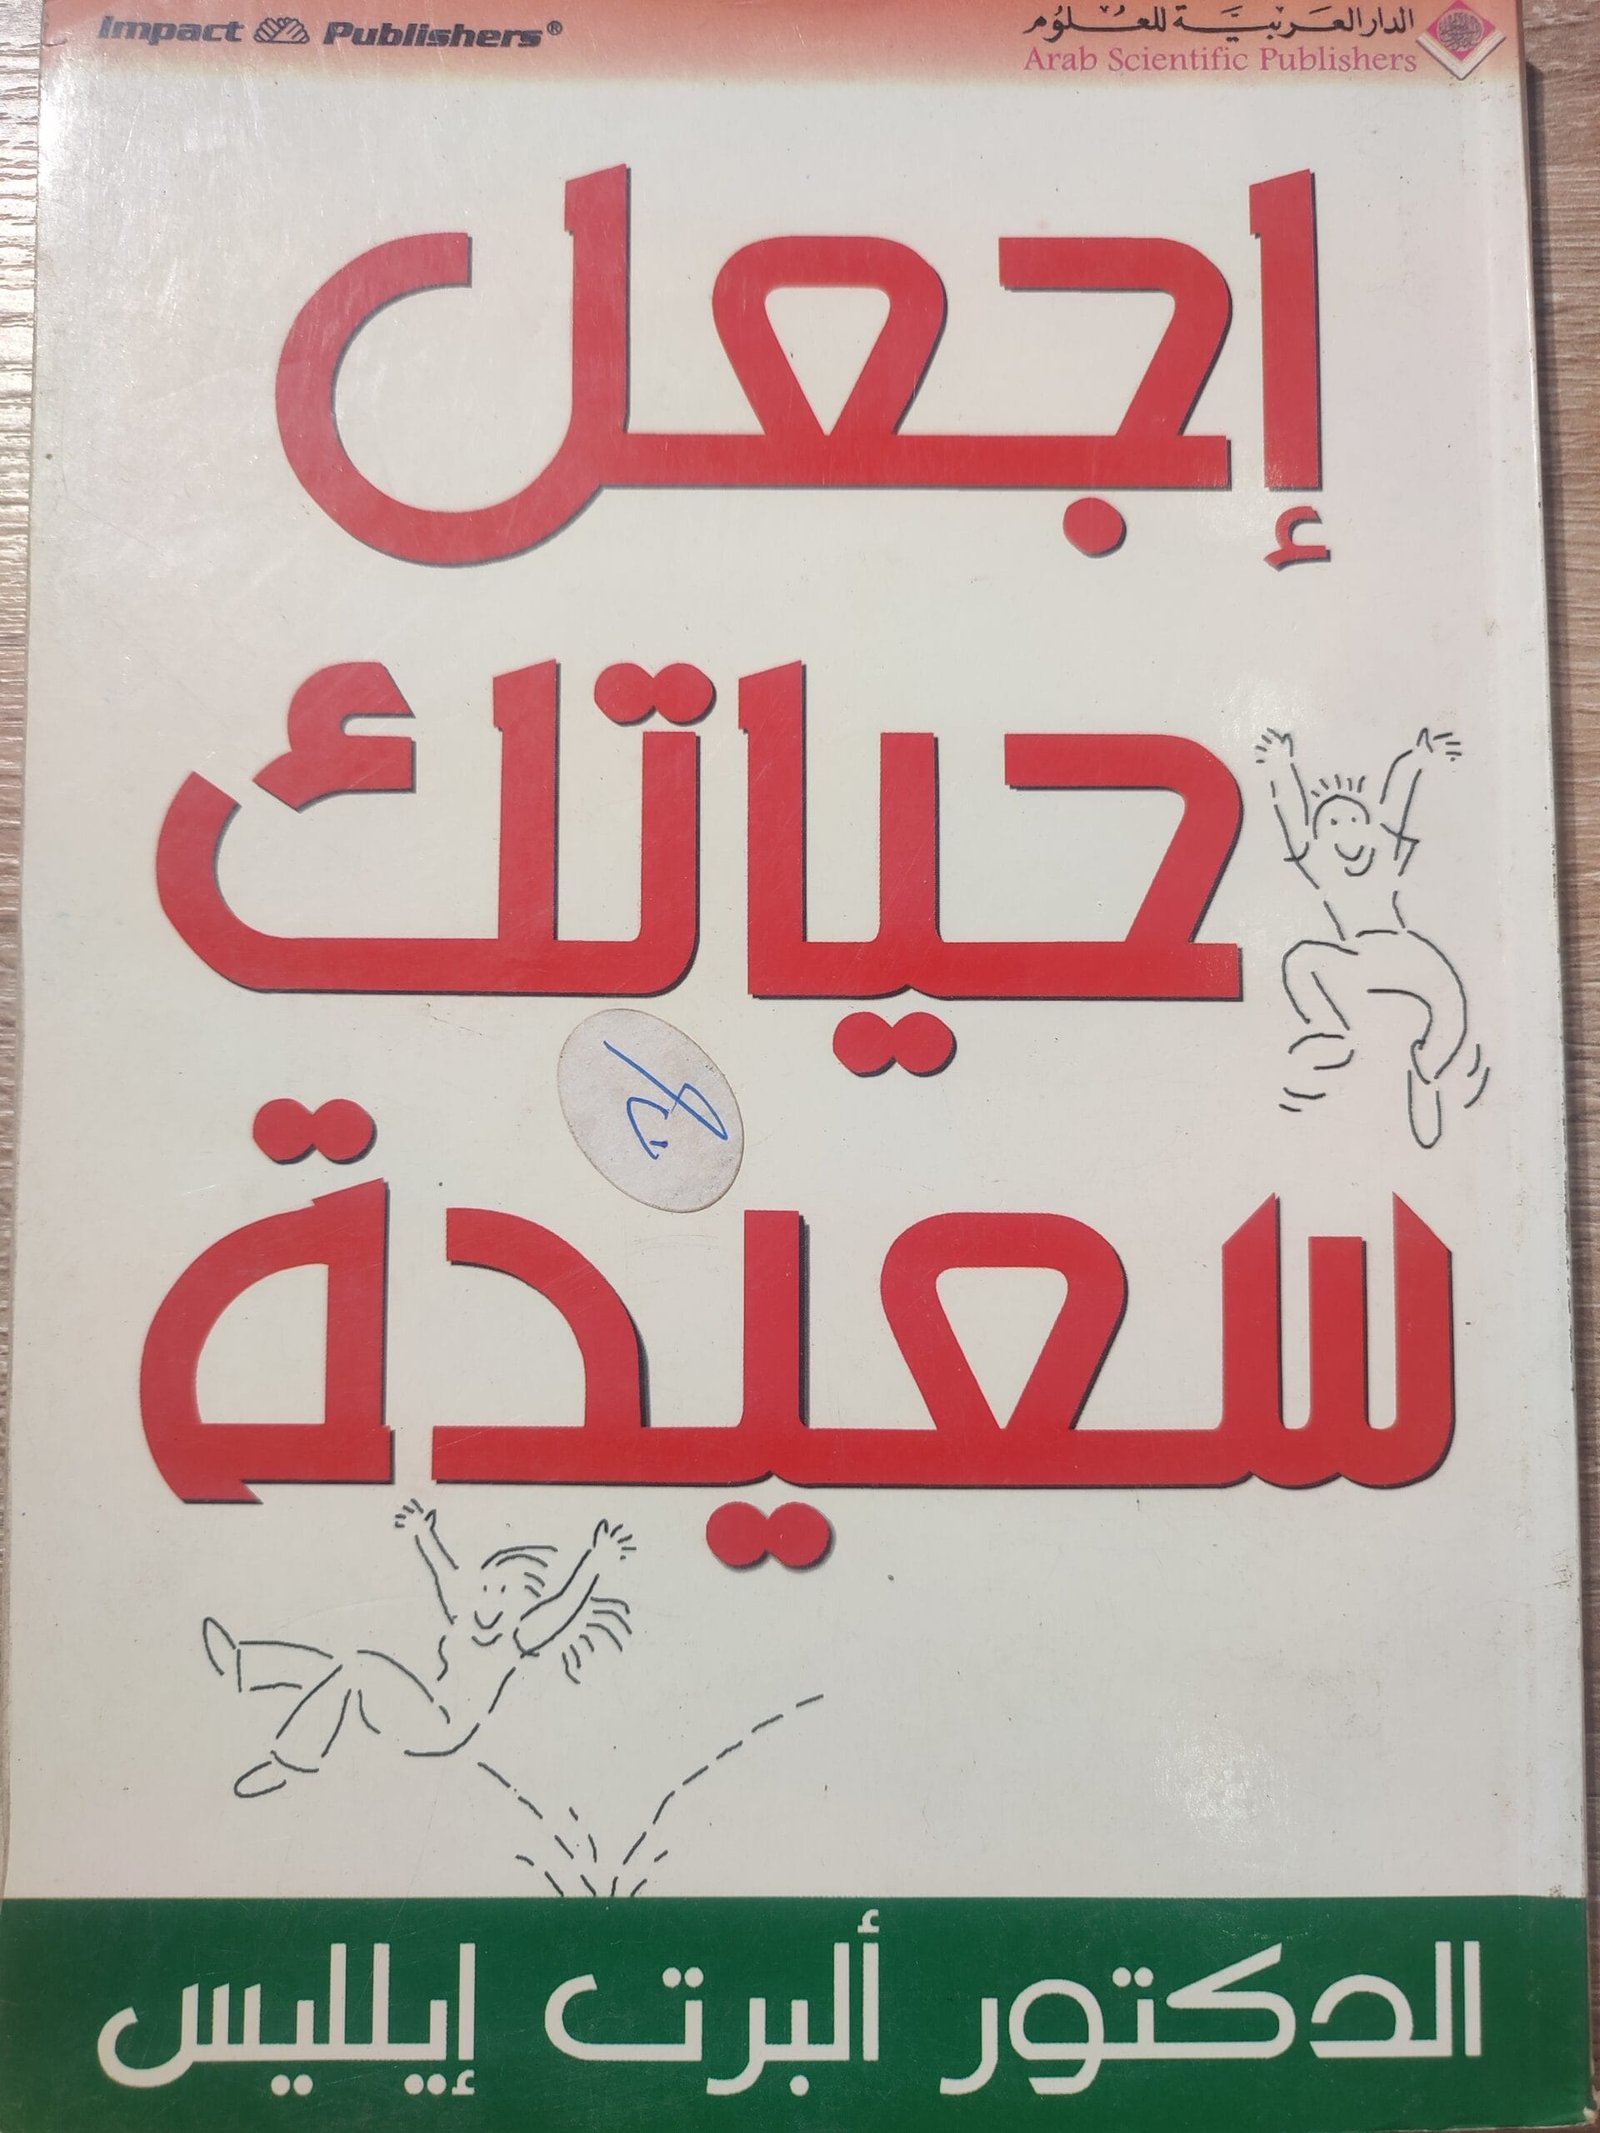 Impact Publishers®
الدار العربية للعلوم
Arab Scientific Publishers
إجعل
حياتك
سعيدة
الدكتور ألبرت إيلليس